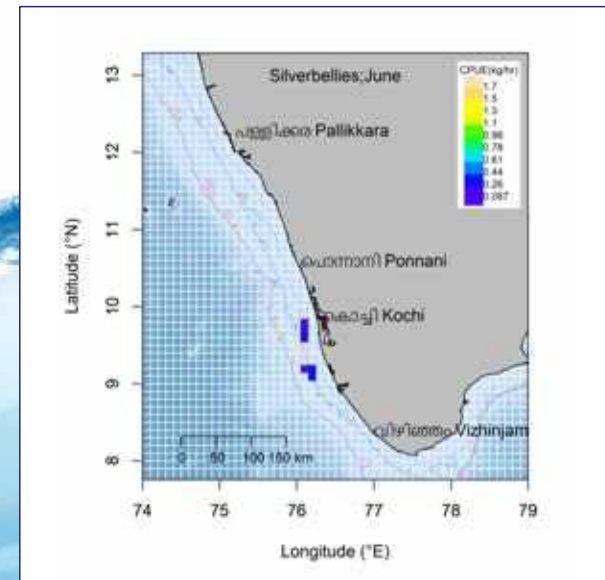 Silverbellies;June
CPUE(kg/hr)
1.7
1.5
1.3
1.1
0.96
0.78
0.61
0.44
0.26
0.087
പള്ളിക്കര Pallikkara
പൊന്നാനി Ponnani
കൊച്ചി Kochi
വിഴിഞ്ഞം Vizhinjam
0 50 100 150 km
Latitude (°N)
13
12
11
10
9
8
74 75 76 77 78 79
Longitude (°E)